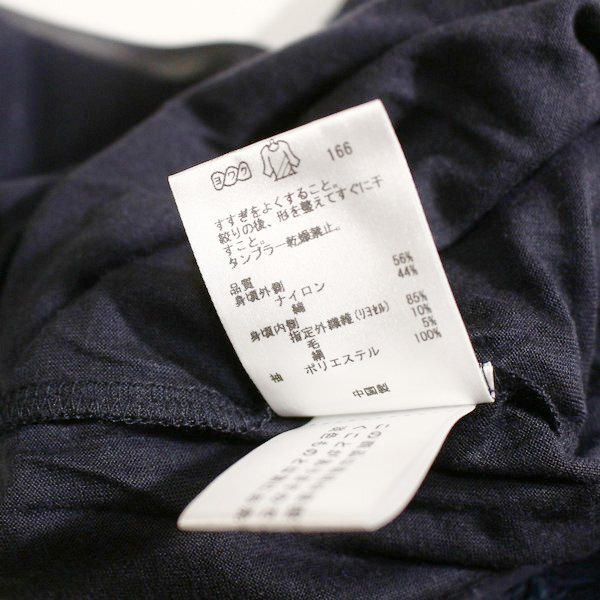 ヨワク 166
すすぎをよくすること。
絞りの後、形を整えてすぐに干
すこと。
タンブラー乾燥禁止。
品質
身頃外側
ナイロン 56%
綿 44%
身頃内側
指定外繊維(リヨセル) 85%
毛 10%
絹 5%
袖 ポリエステル 100%
中国製